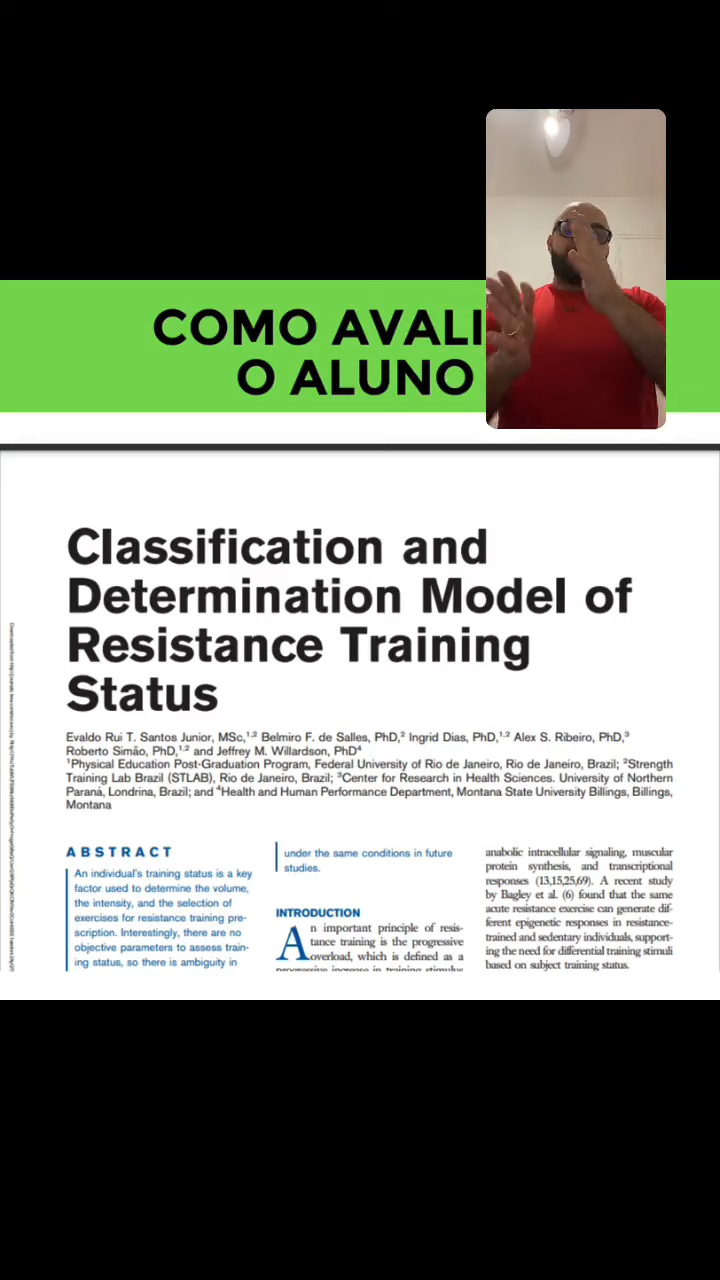 COMO AVALI
O ALUNO
Classification and
Determination Model of
Resistance Training
Status
Evaldo Rui T. Santos Junior, MSc,1,2 Belmiro F. de Salles, PhD,2 Ingrid Dias, PhD,1,2 Alex S. Ribeiro, PhD,3
Roberto Simão, PhD,1,2 and Jeffrey M. Willardson, PhD4
1Physical Education Post-Graduation Program, Federal University of Rio de Janeiro, Rio de Janeiro, Brazil; 2Strength
Training Lab Brazil (STLAB), Rio de Janeiro, Brazil; 3Center for Research in Health Sciences. University of Northern
Paraná, Londrina, Brazil; and 4Health and Human Performance Department, Montana State University Billings, Billings,
Montana
ABSTRACT
An individual's training status is a key
factor used to determine the volume,
the intensity, and the selection of
exercises for resistance training pre-
scription. Interestingly, there are no
objective parameters to assess train-
ing status, so there is ambiguity in
under the same conditions in future
studies.
INTRODUCTION
An important principle of resis-
tance training is the progressive
overload, which is defined as a
progressive increase in training stimulus
anabolic intracellular signaling, muscular
protein synthesis, and transcriptional
responses (13,15,25,69). A recent study
by Bagley et al. (6) found that the same
acute resistance exercise can generate dif-
ferent epigenetic responses in resistance-
trained and sedentary individuals, support-
ing the need for differential training stimuli
based on subject training status.